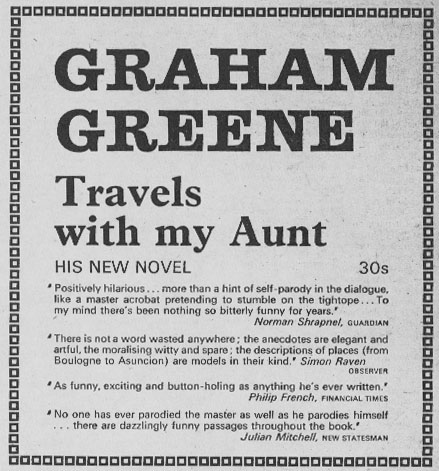 GRAHAM
GREENE
Travels
with my Aunt
HIS NEW NOVEL 30s
'Positively hilarious... more than a hint of self-parody in the dialogue,
like a master acrobat pretending to stumble on the tightope... To
my mind there's been nothing so bitterly funny for years.'
Norman Shrapnel, GUARDIAN
'There is not a word wasted anywhere; the anecdotes are elegant and
artful, the moralising witty and spare; the descriptions of places (from
Boulogne to Asuncion) are models in their kind.' Simon Raven
OBSERVER
'As funny, exciting and button-holing as anything he's ever written.'
Philip French, FINANCIAL TIMES
'No one has ever parodied the master as well as he parodies himself
... there are dazzlingly funny passages throughout the book.'
Julian Mitchell, NEW STATESMAN